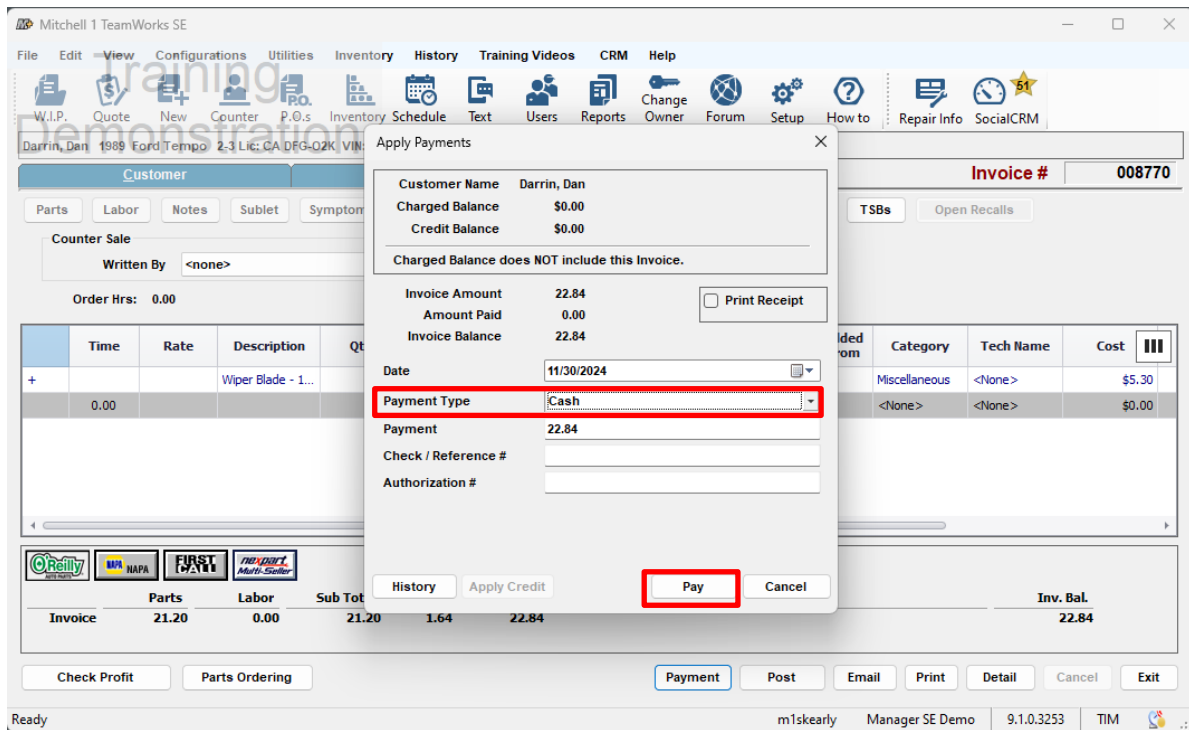 Mitchell 1 TeamWorks SE
File Edit View Configurations Utilities Inventory History Training Videos CRM Help
Training
W.I.P. Quote New Counter P.O.s Inventory Schedule Text Users Reports Change Owner Forum Setup How to Repair Info SocialCRM
P.O.
51
Demonstration
Darrin, Dan 1989 Ford Tempo 2-3 Lic: CA DFG-O2K VIN:
Customer
Invoice # 008770
Parts Labor Notes Sublet Symptom TSBs Open Recalls
Counter Sale
Written By <none>
Order Hrs: 0.00
Time Rate Description Category Tech Name Cost
+ Wiper Blade - 1... Miscellaneous <None> $5.30
0.00 <None> <None> $0.00
Apply Payments
Customer Name Darrin, Dan
Charged Balance $0.00
Credit Balance $0.00
Charged Balance does NOT include this Invoice.
Invoice Amount 22.84
Amount Paid 0.00
Invoice Balance 22.84
Print Receipt
Date 11/30/2024
Payment Type Cash
Payment 22.84
Check / Reference #
Authorization #
History Apply Credit Pay Cancel
O'Reilly AUTO PARTS NAPA NAPA FIRST CALL nexpart Multi-Seller
Parts Labor Sub Tot Inv. Bal.
Invoice 21.20 0.00 21.20 1.64 22.84 22.84
Check Profit Parts Ordering Payment Post Email Print Detail Cancel Exit
Ready m1skearly Manager SE Demo 9.1.0.3253 TIM